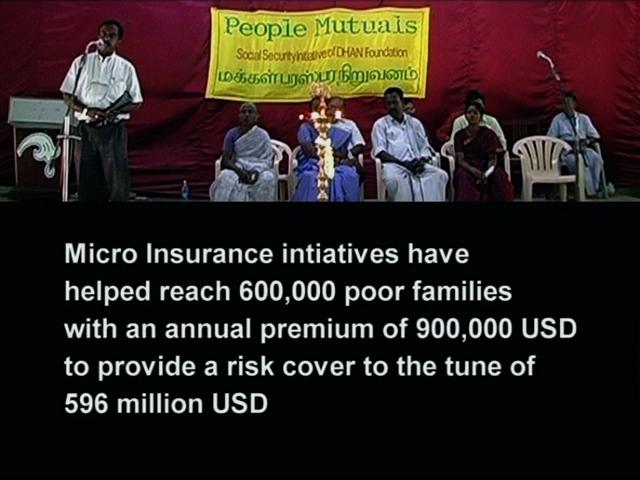 People Mutuals
Social Security Initiative of DHAN Foundation
மக்கள் பரஸ்பர நிறுவனம்
Micro Insurance intiatives have
helped reach 600,000 poor families
with an annual premium of 900,000 USD
to provide a risk cover to the tune of
596 million USD